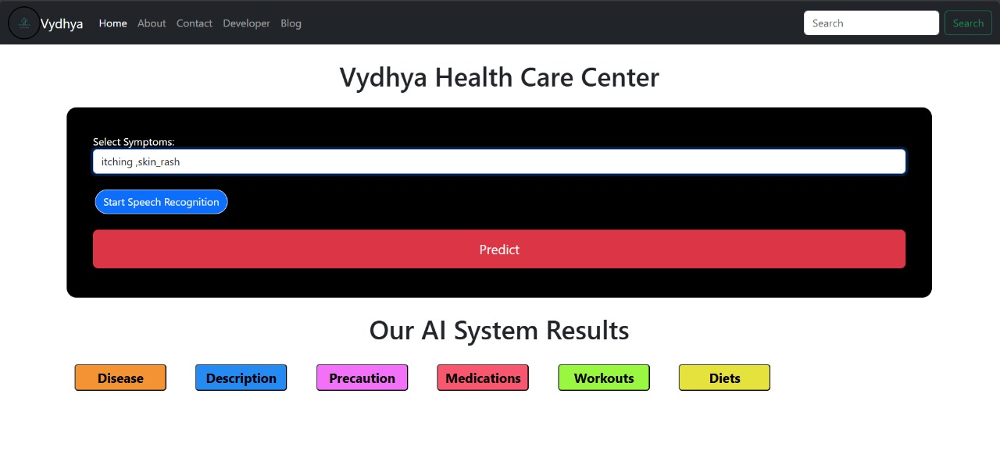 Vydhya Home About Contact Developer Blog Search Search
Vydhya Health Care Center
Select Symptoms:
itching ,skin_rash
Start Speech Recognition
Predict
Our AI System Results
Disease Description Precaution Medications Workouts Diets